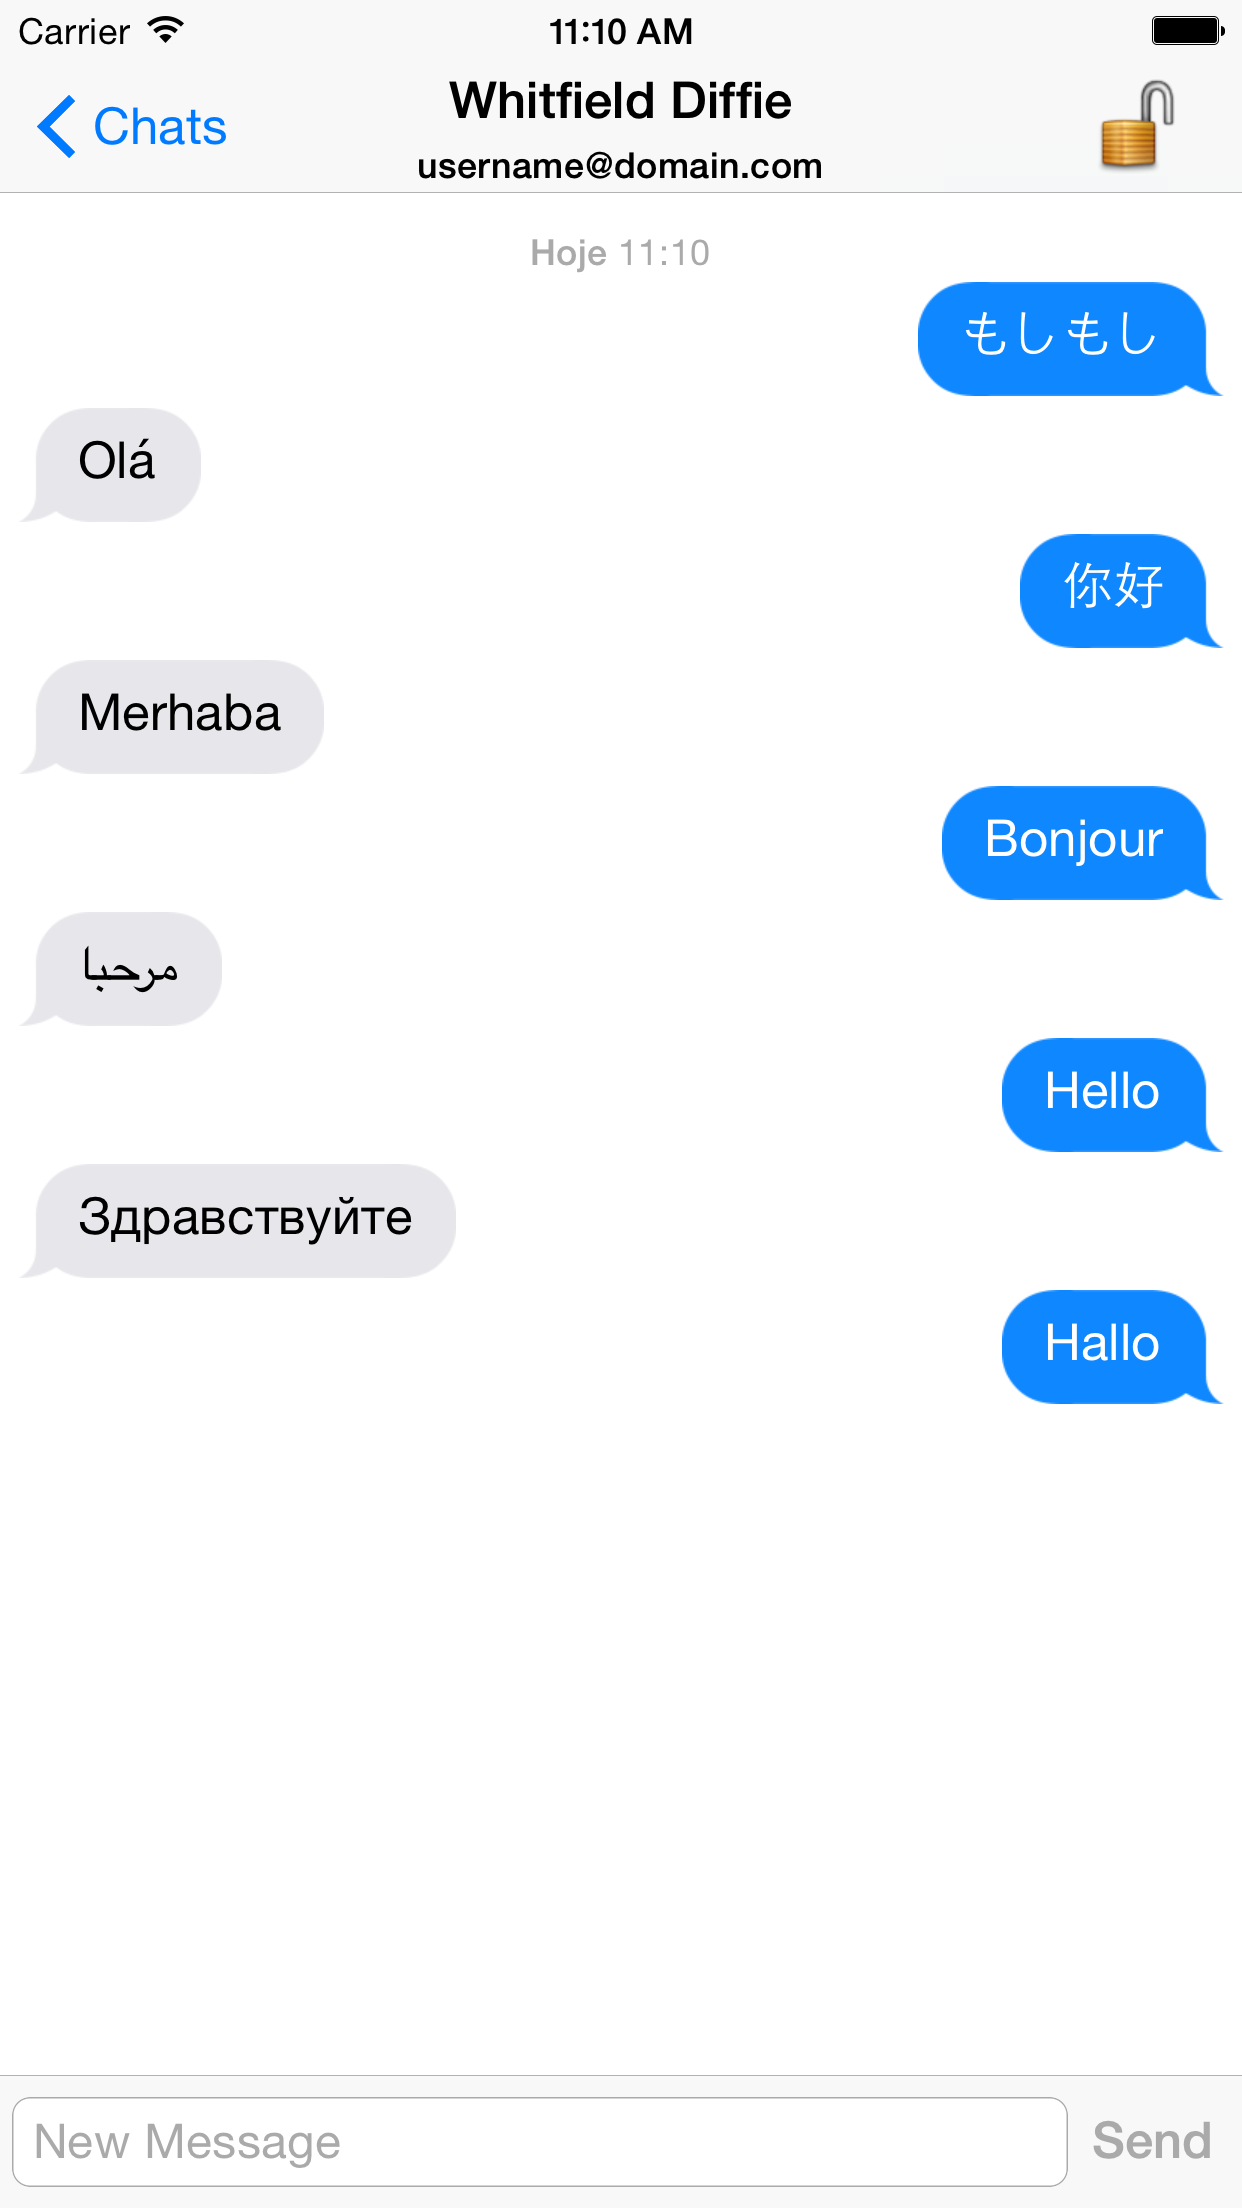 Carrier 11:10 AM
Chats
Whitfield Diffie
username@domain.com
Hoje 11:10
もしもし
Olá
你好
Merhaba
Bonjour
مرحبا
Hello
Здравствуйте
Hallo
New Message
Send